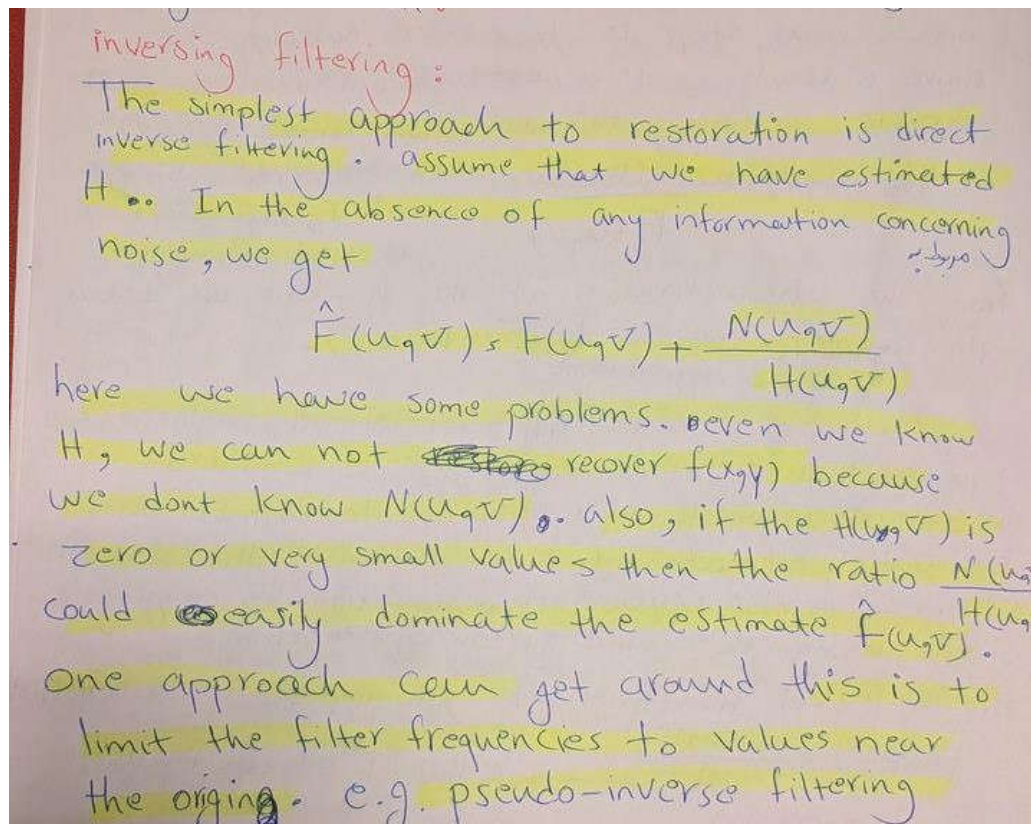 inversing filtering:
The simplest approach to restoration is direct
inverse filtering. assume that we have estimated
H.. In the absence of any information concerning
مربوط به
noise, we get
F̂(u,v) = F(u,v) + N(u,v)/H(u,v)
here we have some problems. even we know
H, we can not recover f(x,y) because
we dont know N(u,v). also, if the H(u,v) is
zero or very small values then the ratio N(u,
could easily dominate the estimate F̂(u,v). H(u,
One approach can get around this is to
limit the filter frequencies to values near
the origin. e.g. pseudo-inverse filtering